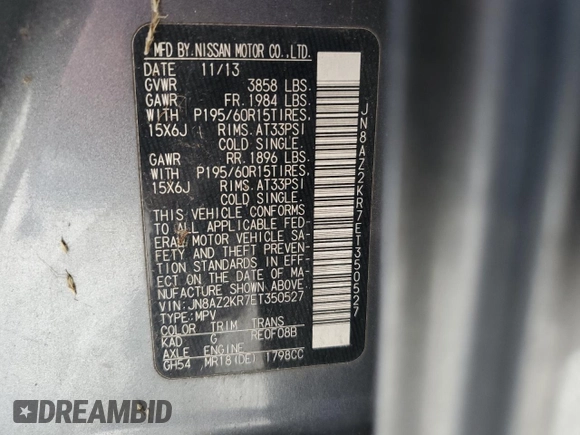 MFD BY NISSAN MOTOR CO.,LTD.
DATE 11/13
GVWR 3858 LBS.
GAWR FR. 1984 LBS.
WITH P195/60R15TIRES,
15X6J RIMS. AT33PSI
COLD SINGLE.
GAWR RR. 1896 LBS.
WITH P195/60R15TIRES,
15X6J RIMS. AT33PSI
COLD SINGLE.
THIS VEHICLE CONFORMS
TO ALL APPLICABLE FED-
ERAL MOTOR VEHICLE SA-
FETY AND THEFT PREVEN-
TION STANDARDS IN EFF-
ECT ON THE DATE OF MA-
NUFACTURE SHOWN ABOVE.
VIN: JN8AZ2KR7ET350527
TYPE: MPV
COLOR TRIM TRANS
KAD G RE0F08B
AXLE ENGINE
GH54 MR18(DE) 1798CC
JN8AZ2KR7ET350527
DREAMBID